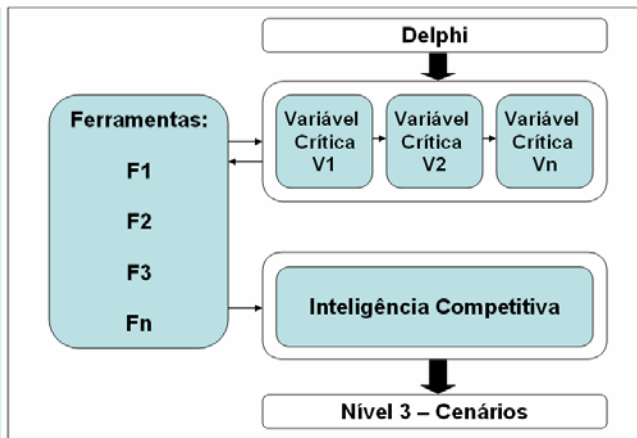 Delphi
Ferramentas:
F1
F2
F3
Fn
Variável
Crítica
V1
Variável
Crítica
V2
Variável
Crítica
Vn
Inteligência Competitiva
Nível 3 – Cenários